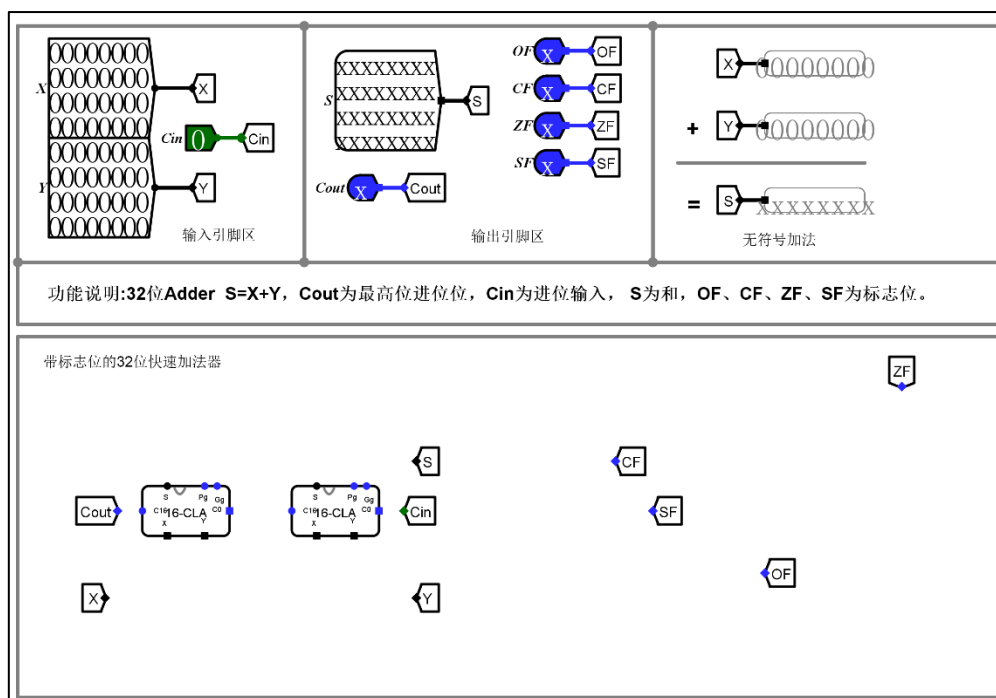 00000000
00000000
00000000
00000000
X
X
Cin
0
Cin
00000000
00000000
00000000
00000000
Y
Y
输入引脚区
XXXXXXXX
XXXXXXXX
XXXXXXXX
XXXXXXXX
S
S
Cout
X
Cout
OF
X
OF
CF
X
CF
ZF
X
ZF
SF
X
SF
输出引脚区
X
00000000
+
Y
00000000
=
S
XXXXXXXX
无符号加法
功能说明:32位Adder S=X+Y，Cout为最高位进位位，Cin为进位输入， S为和，OF、CF、ZF、SF为标志位。
带标志位的32位快速加法器
ZF
S
CF
Cout
S Pg Gg
C16 16-CLA C0
X Y
S Pg Gg
C16 16-CLA C0
X Y
Cin
SF
OF
X
Y